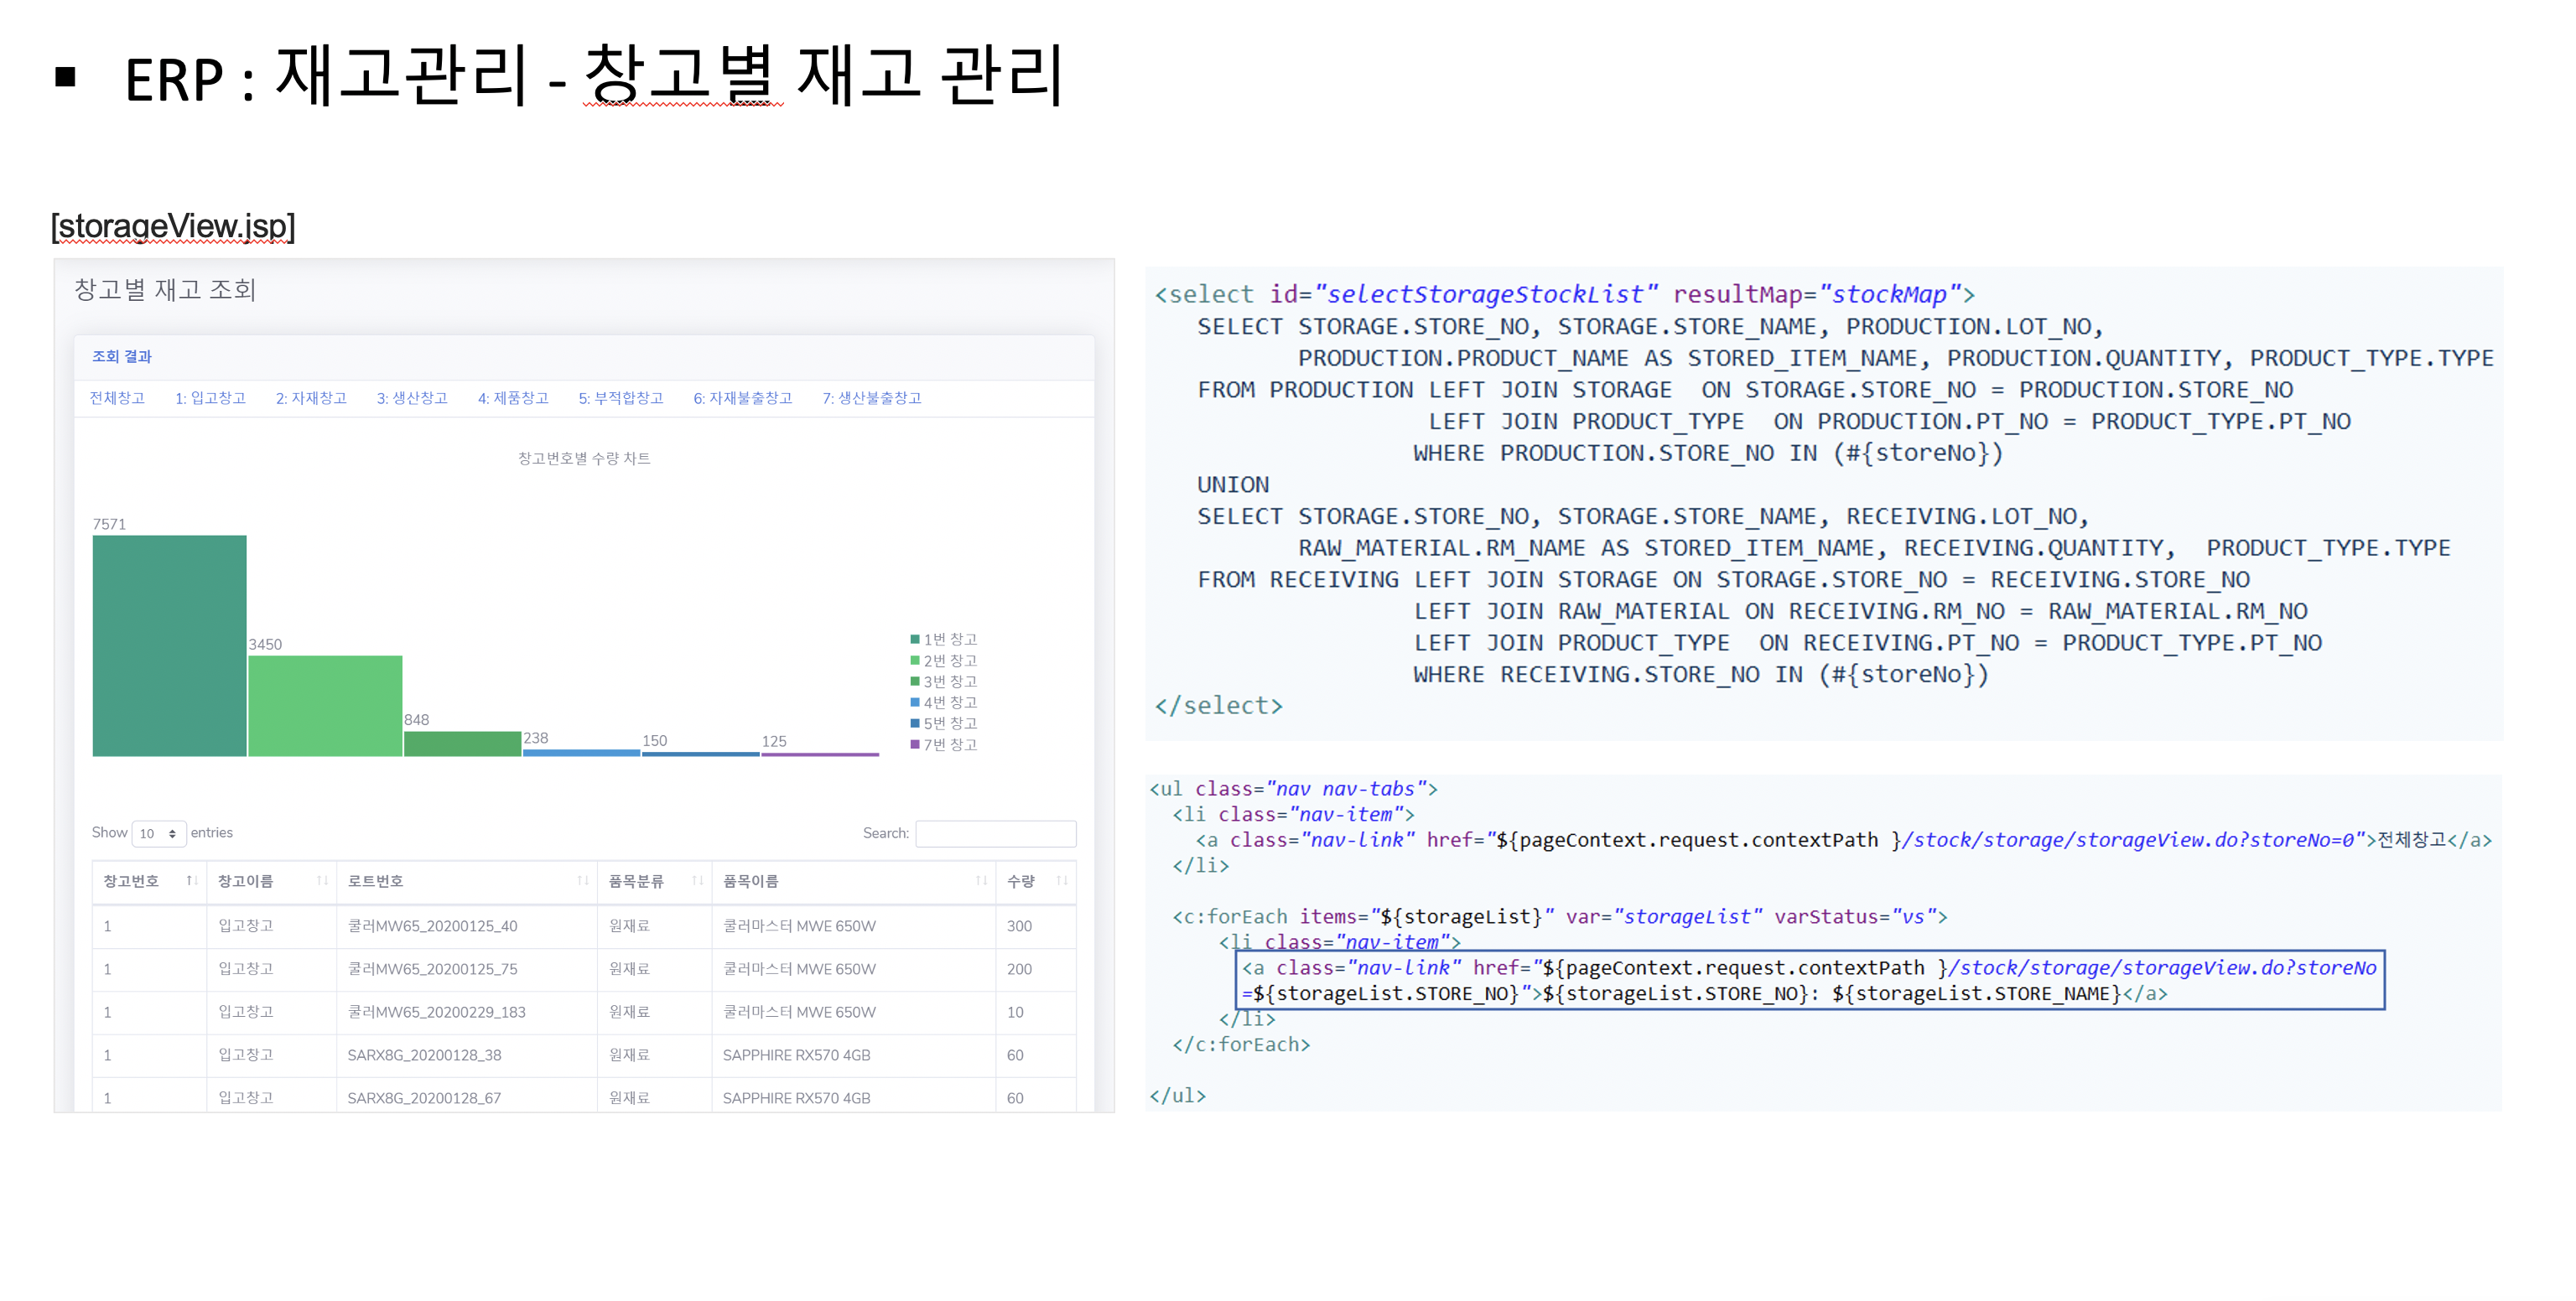 ▪ ERP : 재고관리 - 창고별 재고 관리
[storageView.jsp]
창고별 재고 조회
조회 결과
전체창고 1: 입고창고 2: 자재창고 3: 생산창고 4: 제품창고 5: 부적합창고 6: 자재불출창고 7: 생산불출창고
창고번호별 수량 차트
7571
3450
848
238
150
125
1번 창고
2번 창고
3번 창고
4번 창고
5번 창고
7번 창고
Show 10 entries Search:
창고번호 창고이름 로트번호 품목분류 품목이름 수량
1 입고창고 쿨러MW65_20200125_40 원재료 쿨러마스터 MWE 650W 300
1 입고창고 쿨러MW65_20200125_75 원재료 쿨러마스터 MWE 650W 200
1 입고창고 쿨러MW65_20200229_183 원재료 쿨러마스터 MWE 650W 10
1 입고창고 SARX8G_20200128_38 원재료 SAPPHIRE RX570 4GB 60
1 입고창고 SARX8G_20200128_67 원재료 SAPPHIRE RX570 4GB 60
<select id="selectStorageStockList" resultMap="stockMap">
SELECT STORAGE.STORE_NO, STORAGE.STORE_NAME, PRODUCTION.LOT_NO,
PRODUCTION.PRODUCT_NAME AS STORED_ITEM_NAME, PRODUCTION.QUANTITY, PRODUCT_TYPE.TYPE
FROM PRODUCTION LEFT JOIN STORAGE ON STORAGE.STORE_NO = PRODUCTION.STORE_NO
LEFT JOIN PRODUCT_TYPE ON PRODUCTION.PT_NO = PRODUCT_TYPE.PT_NO
WHERE PRODUCTION.STORE_NO IN (#{storeNo})
UNION
SELECT STORAGE.STORE_NO, STORAGE.STORE_NAME, RECEIVING.LOT_NO,
RAW_MATERIAL.RM_NAME AS STORED_ITEM_NAME, RECEIVING.QUANTITY, PRODUCT_TYPE.TYPE
FROM RECEIVING LEFT JOIN STORAGE ON STORAGE.STORE_NO = RECEIVING.STORE_NO
LEFT JOIN RAW_MATERIAL ON RECEIVING.RM_NO = RAW_MATERIAL.RM_NO
LEFT JOIN PRODUCT_TYPE ON RECEIVING.PT_NO = PRODUCT_TYPE.PT_NO
WHERE RECEIVING.STORE_NO IN (#{storeNo})
</select>
<ul class="nav nav-tabs">
<li class="nav-item">
<a class="nav-link" href="${pageContext.request.contextPath }/stock/storage/storageView.do?storeNo=0">전체창고</a>
</li>
<c:forEach items="${storageList}" var="storageList" varStatus="vs">
<li class="nav-item">
<a class="nav-link" href="${pageContext.request.contextPath }/stock/storage/storageView.do?storeNo
=${storageList.STORE_NO}">${storageList.STORE_NO}: ${storageList.STORE_NAME}</a>
</li>
</c:forEach>
</ul>